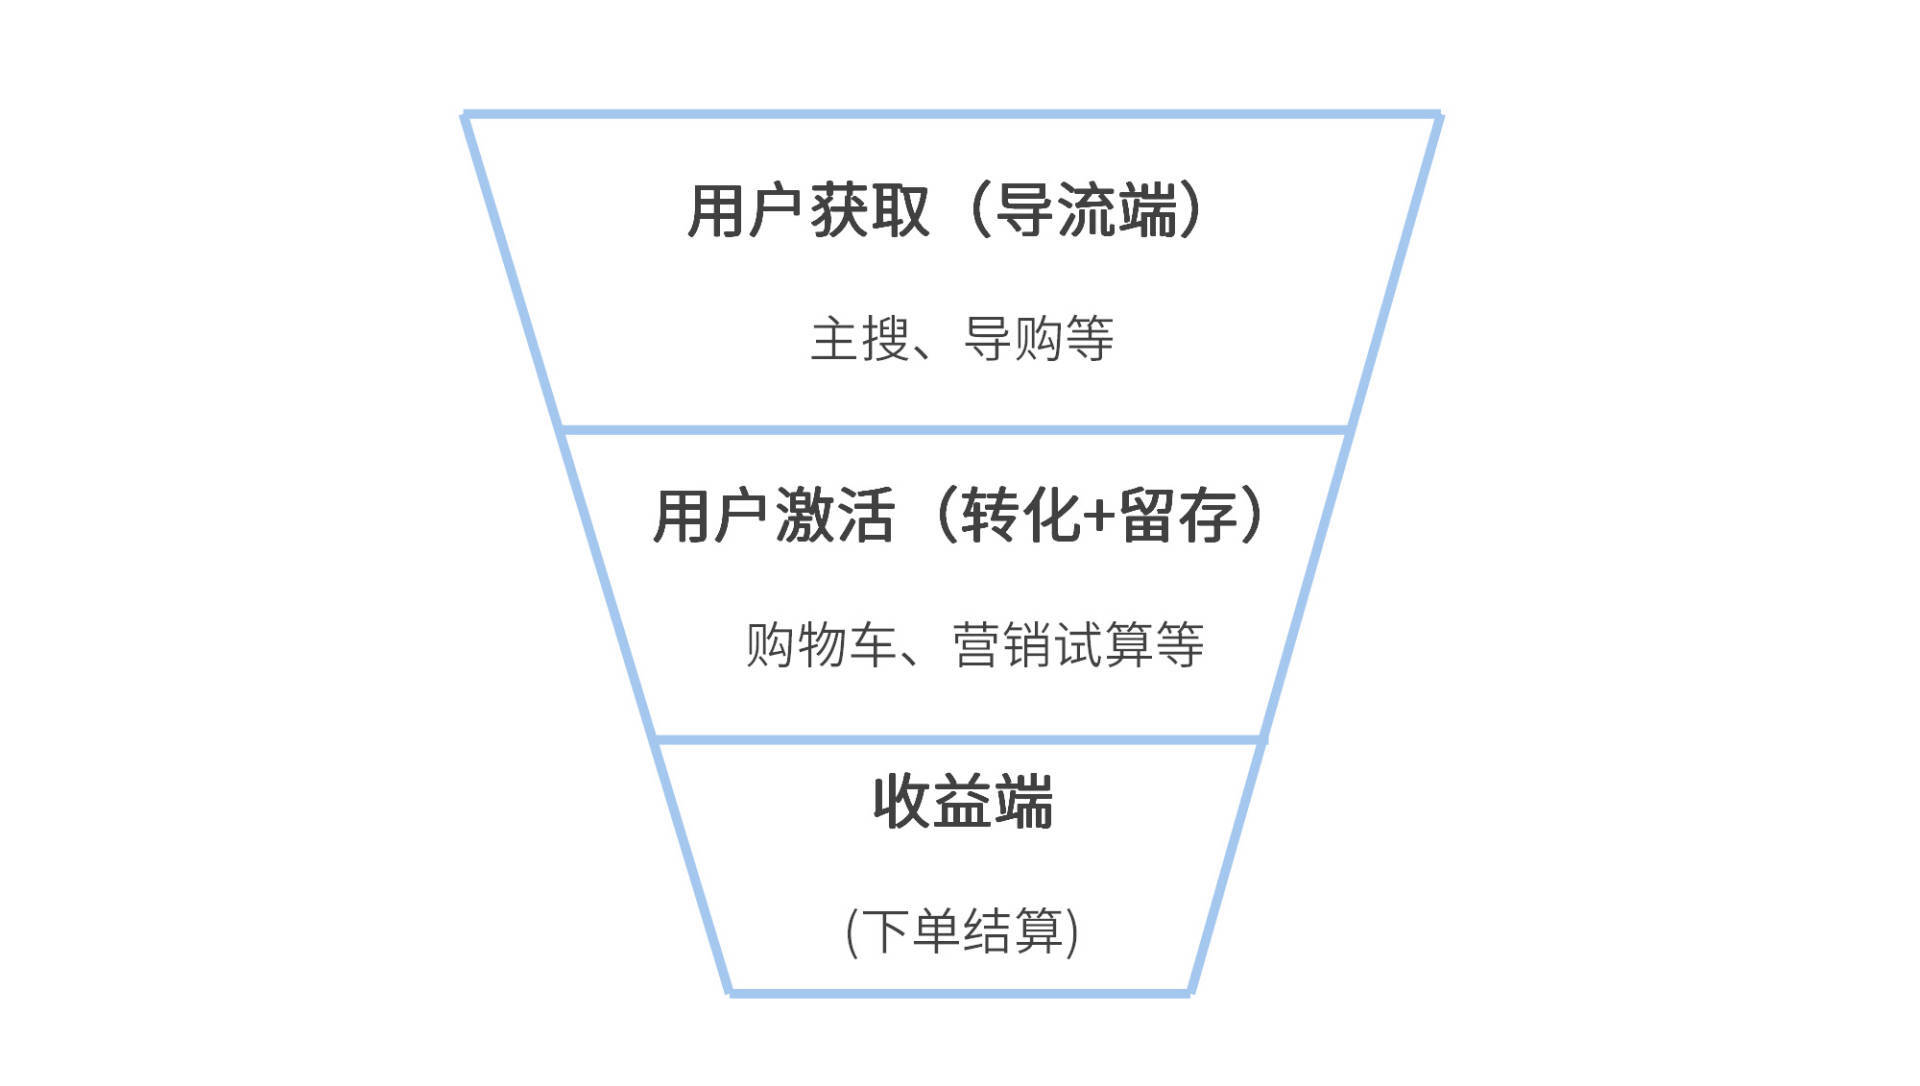 用户获取（导流端）
主搜、导购等
用户激活（转化+留存）
购物车、营销试算等
收益端
(下单结算)